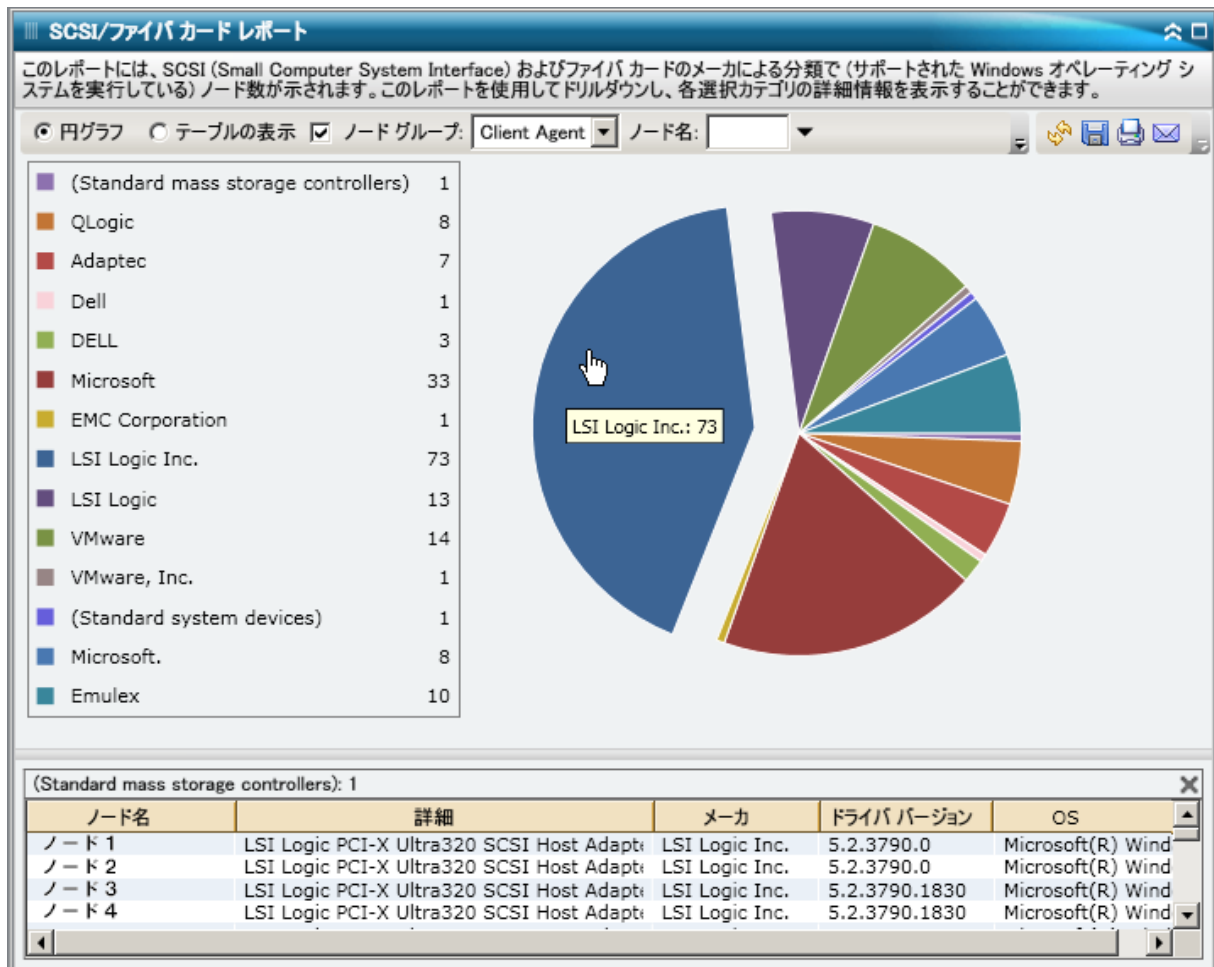 SCSI/ファイバ カード レポート
このレポートには、SCSI (Small Computer System Interface) およびファイバ カードのメーカによる分類で (サポートされた Windows オペレーティング シ
ステムを実行している) ノード数が示されます。このレポートを使用してドリルダウンし、各選択カテゴリの詳細情報を表示することができます。
円グラフ テーブルの表示 ノード グループ: Client Agent ノード名:
(Standard mass storage controllers) 1
QLogic 8
Adaptec 7
Dell 1
DELL 3
Microsoft 33
EMC Corporation 1
LSI Logic Inc. 73
LSI Logic 13
VMware 14
VMware, Inc. 1
(Standard system devices) 1
Microsoft. 8
Emulex 10
LSI Logic Inc.: 73
(Standard mass storage controllers): 1
ノード名 詳細 メーカ ドライバ バージョン OS
ノード1 LSI Logic PCI-X Ultra320 SCSI Host Adapt LSI Logic Inc. 5.2.3790.0 Microsoft(R) Wind
ノード2 LSI Logic PCI-X Ultra320 SCSI Host Adapt LSI Logic Inc. 5.2.3790.0 Microsoft(R) Wind
ノード3 LSI Logic PCI-X Ultra320 SCSI Host Adapt LSI Logic Inc. 5.2.3790.1830 Microsoft(R) Wind
ノード4 LSI Logic PCI-X Ultra320 SCSI Host Adapt LSI Logic Inc. 5.2.3790.1830 Microsoft(R) Wind